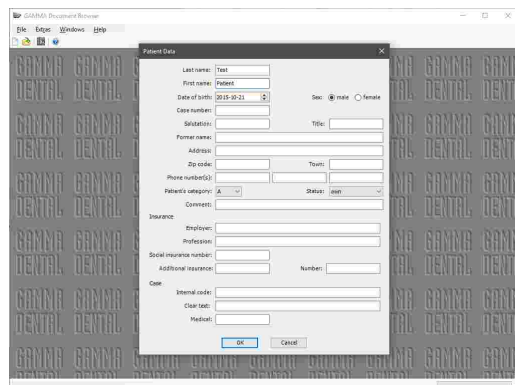 GAMMA Document Browser
File Extras Windows Help
Patient Data
Last name: Test
First name: Patient
Date of birth: 2015-10-21 Sex: male female
Case number:
Salutation: Title:
Former name:
Address:
Zip code: Town:
Phone number(s):
Patient's category: A Status: own
Comment:
Insurance
Employer:
Profession:
Social insurance number:
Additional insurance: Number:
Case
Internal code:
Clear text:
Medical:
OK Cancel
GAMMA
DENTAL